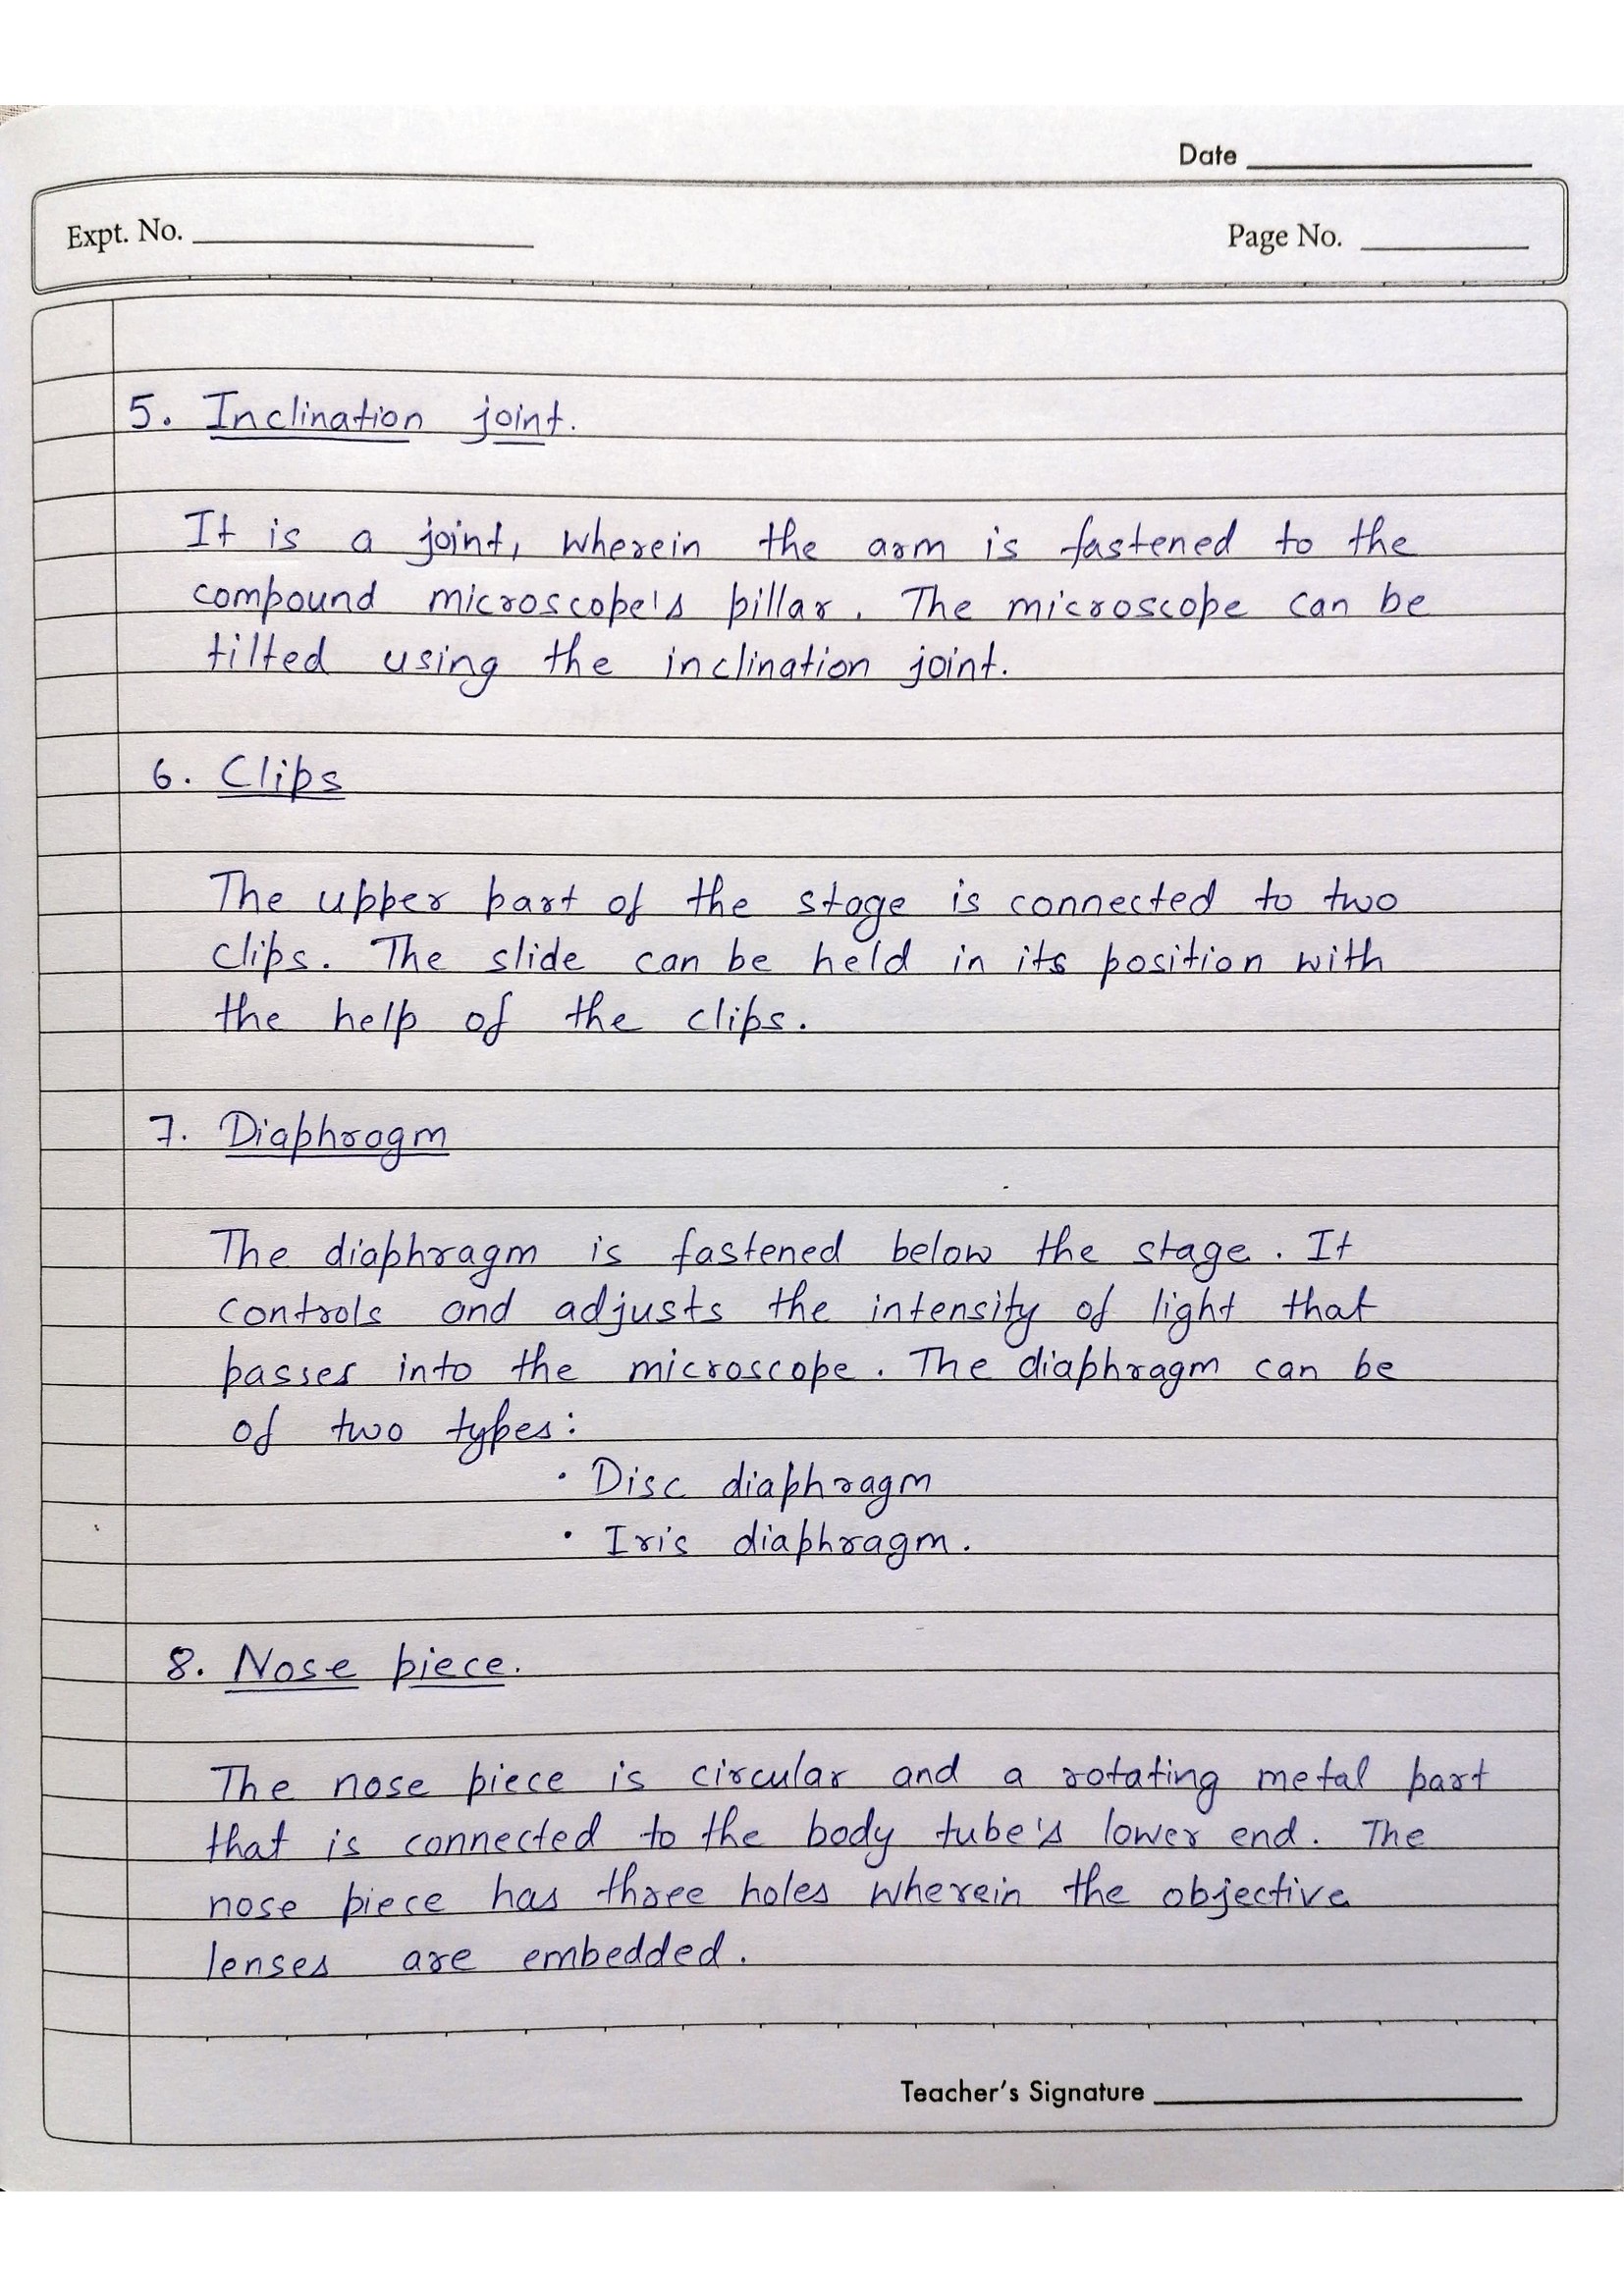 Date
Expt. No.
Page No.
5. Inclination joint.
It is a joint, wherein the arm is fastened to the
compound microscope's pillar. The microscope can be
tilted using the inclination joint.
6. Clips
The upper part of the stage is connected to two
clips. The slide can be held in its position with
the help of the clips.
7. Diaphragm
The diaphragm is fastened below the stage. It
controls and adjusts the intensity of light that
passes into the microscope. The diaphragm can be
of two types:
• Disc diaphragm
• Iris diaphragm.
8. Nose piece.
The nose piece is circular and a rotating metal part
that is connected to the body tube's lower end. The
nose piece has three holes wherein the objective
lenses are embedded.
Teacher's Signature